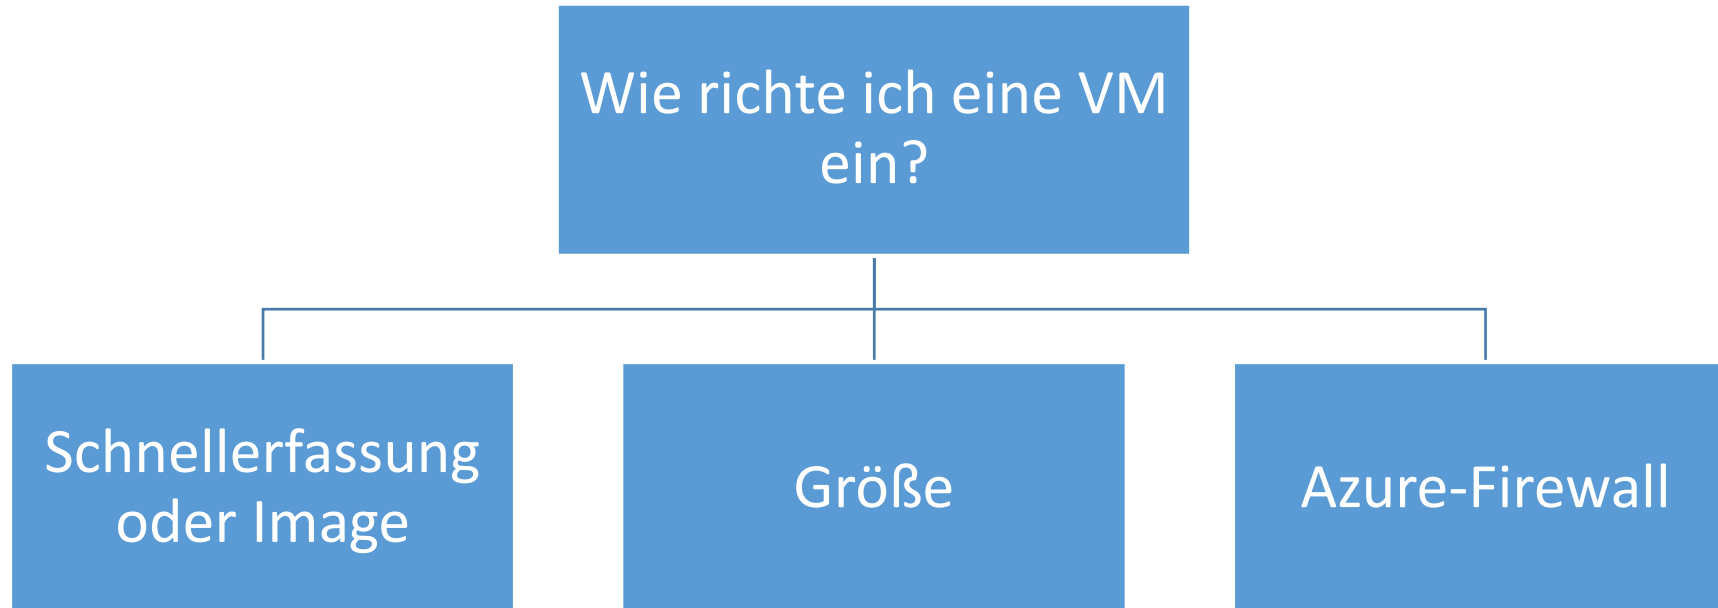 Wie richte ich eine VM
ein?
Schnellerfassung
oder Image
Größe
Azure-Firewall